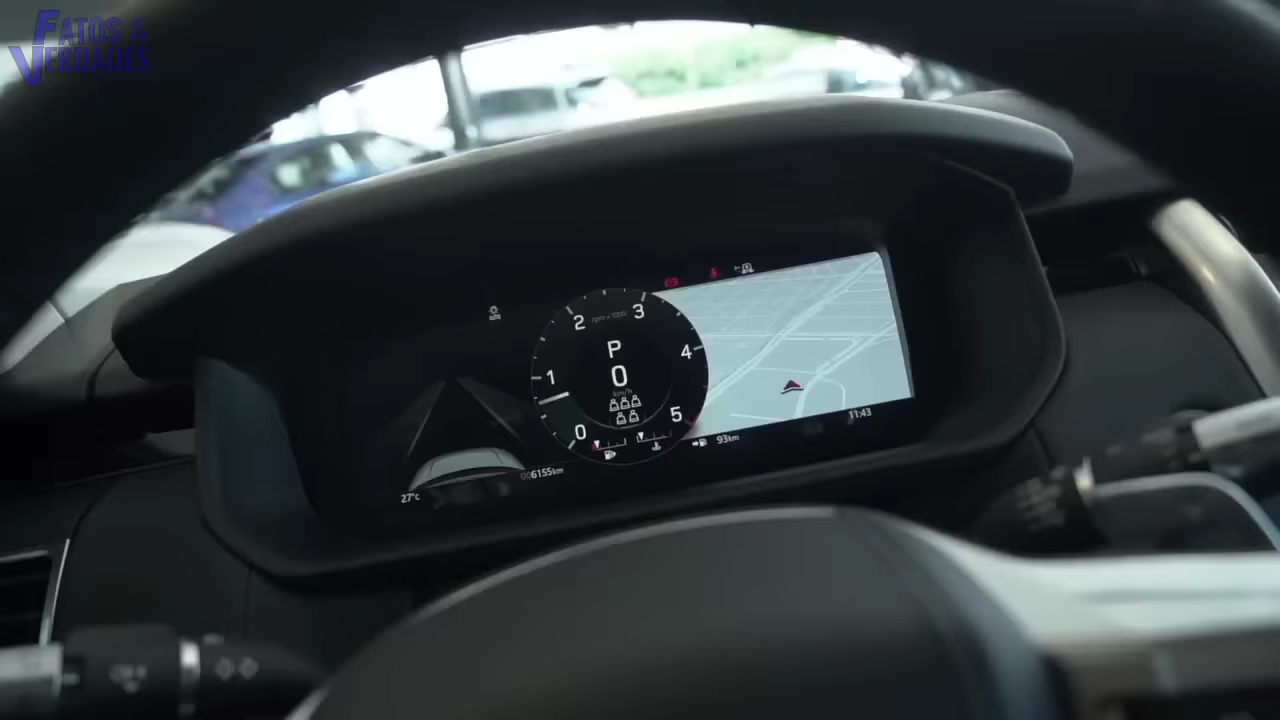 FATOS &
VERDADES
2
rpm x 1000
3
P
4
1
0
km/h
5
0
93km
11:43
006155km
27°c